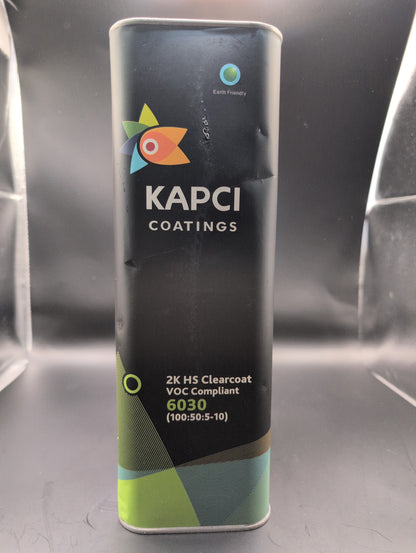 Earth Friendly
KAPCI
COATINGS
2K HS Clearcoat
VOC Compliant
6030
(100:50:5-10)